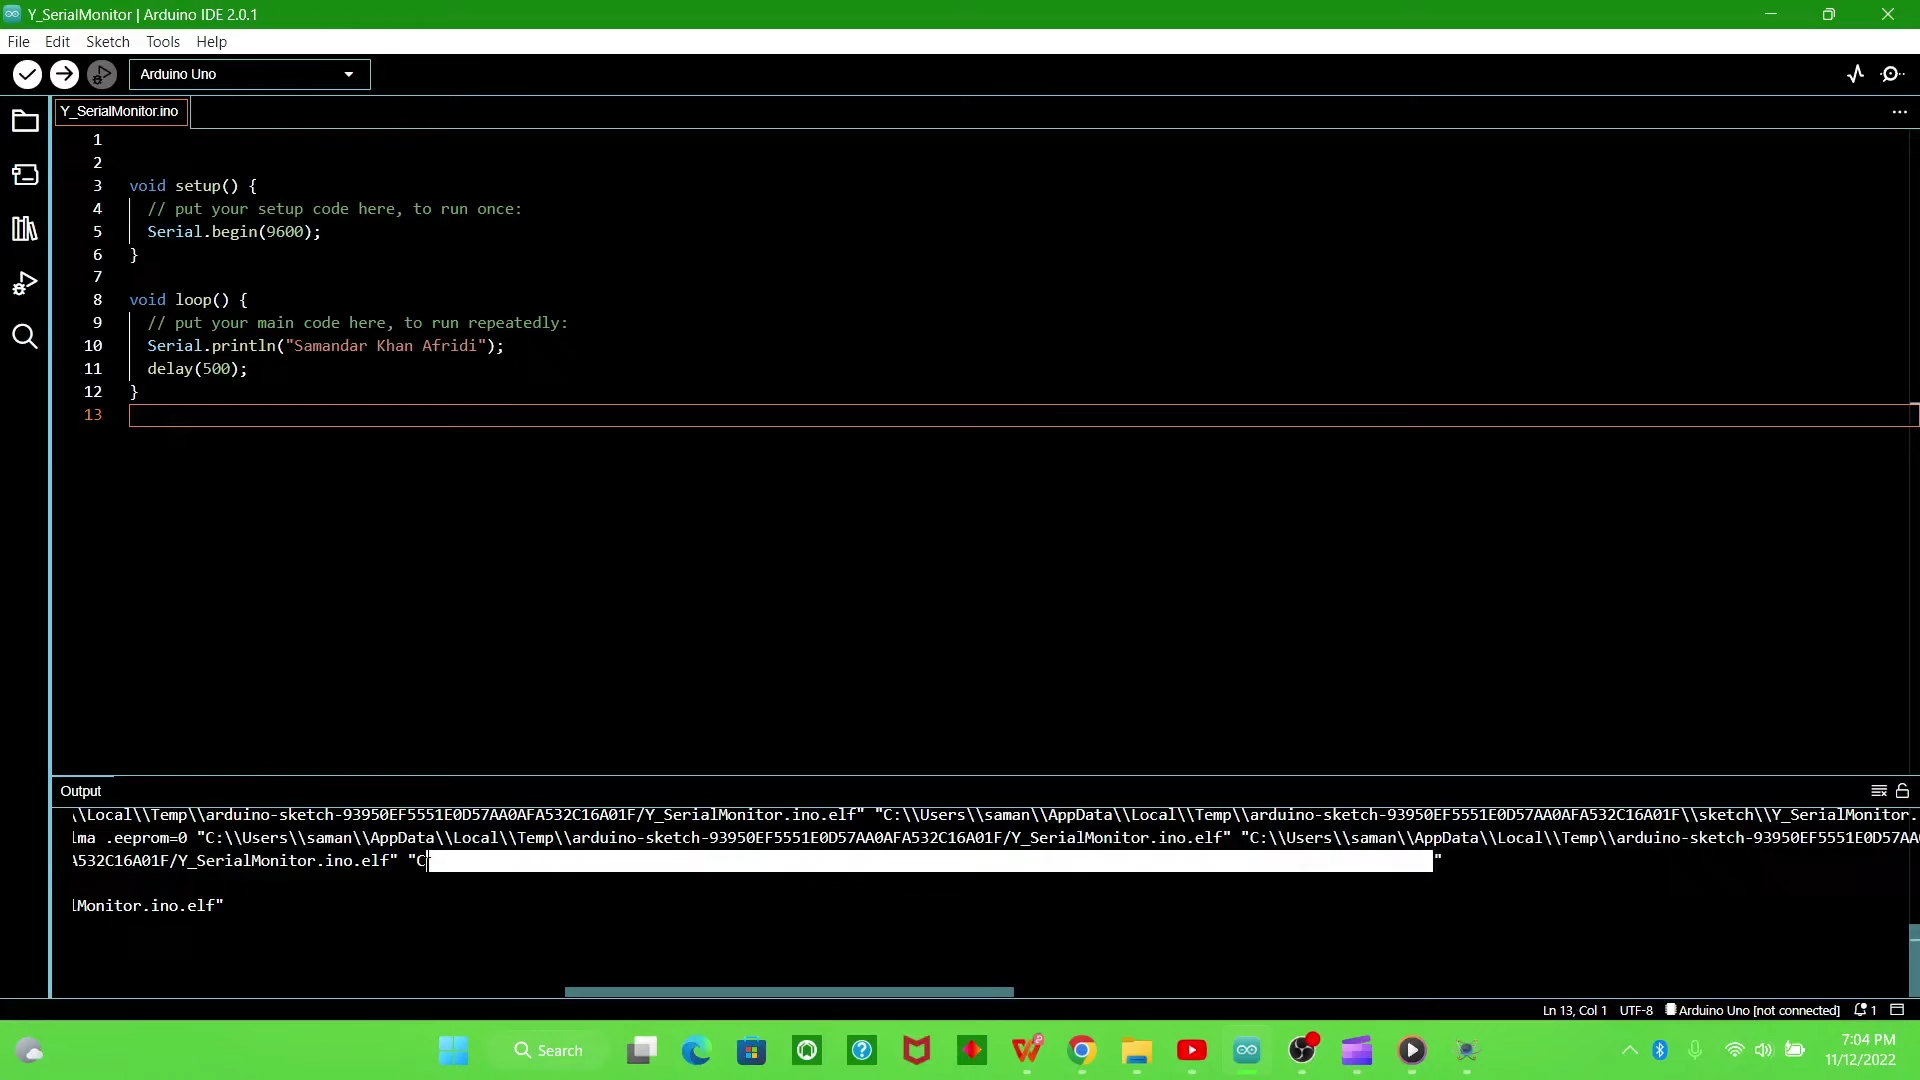 Y_SerialMonitor | Arduino IDE 2.0.1
File Edit Sketch Tools Help
Arduino Uno
Y_SerialMonitor.ino
1
2
3 void setup() {
4 // put your setup code here, to run once:
5 Serial.begin(9600);
6 }
7
8 void loop() {
9 // put your main code here, to run repeatedly:
10 Serial.println("Samandar Khan Afridi");
11 delay(500);
12 }
13
Output
\\Local\\Temp\\arduino-sketch-93950EF5551E0D57AA0AFA532C16A01F/Y_SerialMonitor.ino.elf" "C:\\Users\\saman\\AppData\\Local\\Temp\\arduino-sketch-93950EF5551E0D57AA0AFA532C16A01F\\sketch\\Y_SerialMonitor.
lma .eeprom=0 "C:\\Users\\saman\\AppData\\Local\\Temp\\arduino-sketch-93950EF5551E0D57AA0AFA532C16A01F/Y_SerialMonitor.ino.elf" "C:\\Users\\saman\\AppData\\Local\\Temp\\arduino-sketch-93950EF5551E0D57AA0
A532C16A01F/Y_SerialMonitor.ino.elf" "C "
lMonitor.ino.elf"
Ln 13, Col 1 UTF-8 Arduino Uno [not connected] 1
Search
7:04 PM
11/12/2022